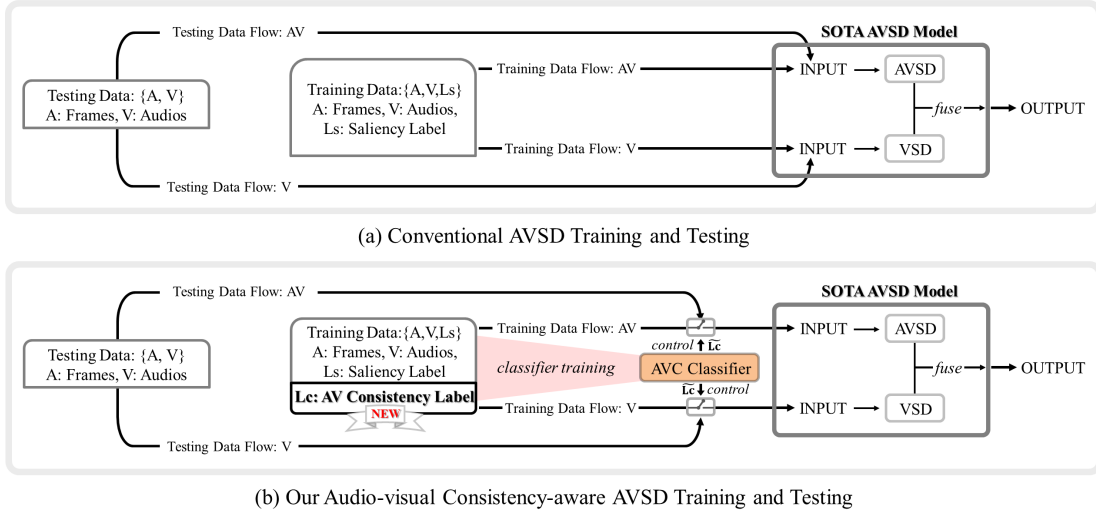 Testing Data Flow: AV
SOTA AVSD Model
Training Data Flow: AV
INPUT
AVSD
Testing Data: {A, V}
A: Frames, V: Audios
Training Data:{A,V,Ls}
A: Frames, V: Audios,
Ls: Saliency Label
fuse
OUTPUT
Training Data Flow: V
INPUT
VSD
Testing Data Flow: V
(a) Conventional AVSD Training and Testing
Testing Data Flow: AV
SOTA AVSD Model
Training Data Flow: AV
INPUT
AVSD
Testing Data: {A, V}
A: Frames, V: Audios
Training Data:{A,V,Ls}
A: Frames, V: Audios,
Ls: Saliency Label
Lc: AV Consistency Label
NEW
classifier training
control L̃c
AVC Classifier
L̃c control
fuse
OUTPUT
Training Data Flow: V
INPUT
VSD
Testing Data Flow: V
(b) Our Audio-visual Consistency-aware AVSD Training and Testing